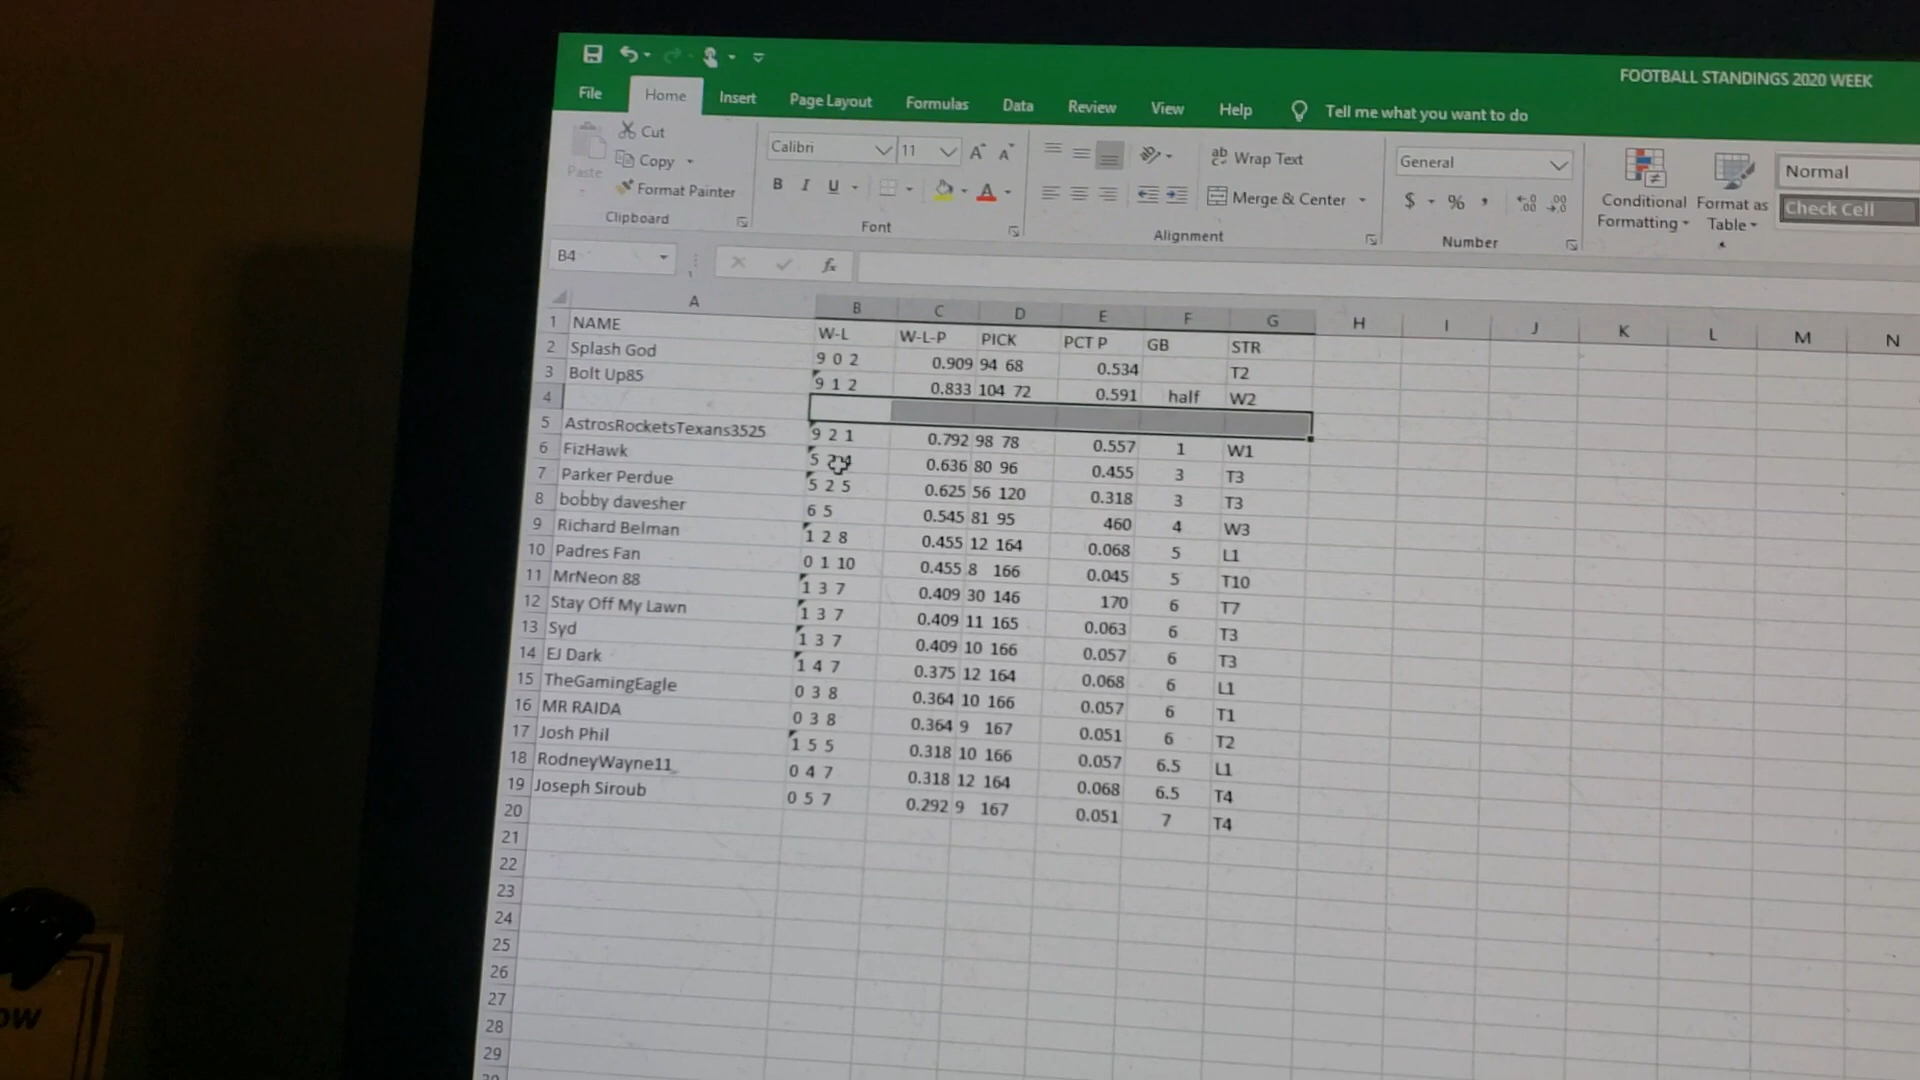 FOOTBALL STANDINGS 2020 WEEK
File Home Insert Page Layout Formulas Data Review View Help Tell me what you want to do
Paste Cut
Copy
Format Painter
Clipboard
Calibri 11 A A
B I U A
Font
Wrap Text
Merge & Center
Alignment
General
$ % ,
Number
Conditional Formatting
Format as Table
Normal
Check Cell
B4 fx
A B C D E F G H I J K L M N
1 NAME W-L W-L-P PICK PCT P GB STR
2 Splash God 9 0 2 0.909 94 68 0.534 T2
3 Bolt Up85 9 1 2 0.833 104 72 0.591 half W2
4
5 AstrosRocketsTexans3525 9 2 1 0.792 98 78 0.557 1 W1
6 FizHawk 5 0.636 80 96 0.455 3 T3
7 Parker Perdue 5 2 5 0.625 56 120 0.318 3 T3
8 bobby davesher 6 5 0.545 81 95 460 4 W3
9 Richard Belman 1 2 8 0.455 12 164 0.068 5 L1
10 Padres Fan 0 1 10 0.455 8 166 0.045 5 T10
11 MrNeon 88 1 3 7 0.409 30 146 170 6 T7
12 Stay Off My Lawn 1 3 7 0.409 11 165 0.063 6 T3
13 Syd 1 3 7 0.409 10 166 0.057 6 T3
14 EJ Dark 1 4 7 0.375 12 164 0.068 6 L1
15 TheGamingEagle 0 3 8 0.364 10 166 0.057 6 T1
16 MR RAIDA 0 3 8 0.364 9 167 0.051 6 T2
17 Josh Phil 1 5 5 0.318 10 166 0.057 6.5 L1
18 RodneyWayne11_ 0 4 7 0.318 12 164 0.068 6.5 T4
19 Joseph Siroub 0 5 7 0.292 9 167 0.051 7 T4
20
21
22
23
24
25
26
27
28
29
OW